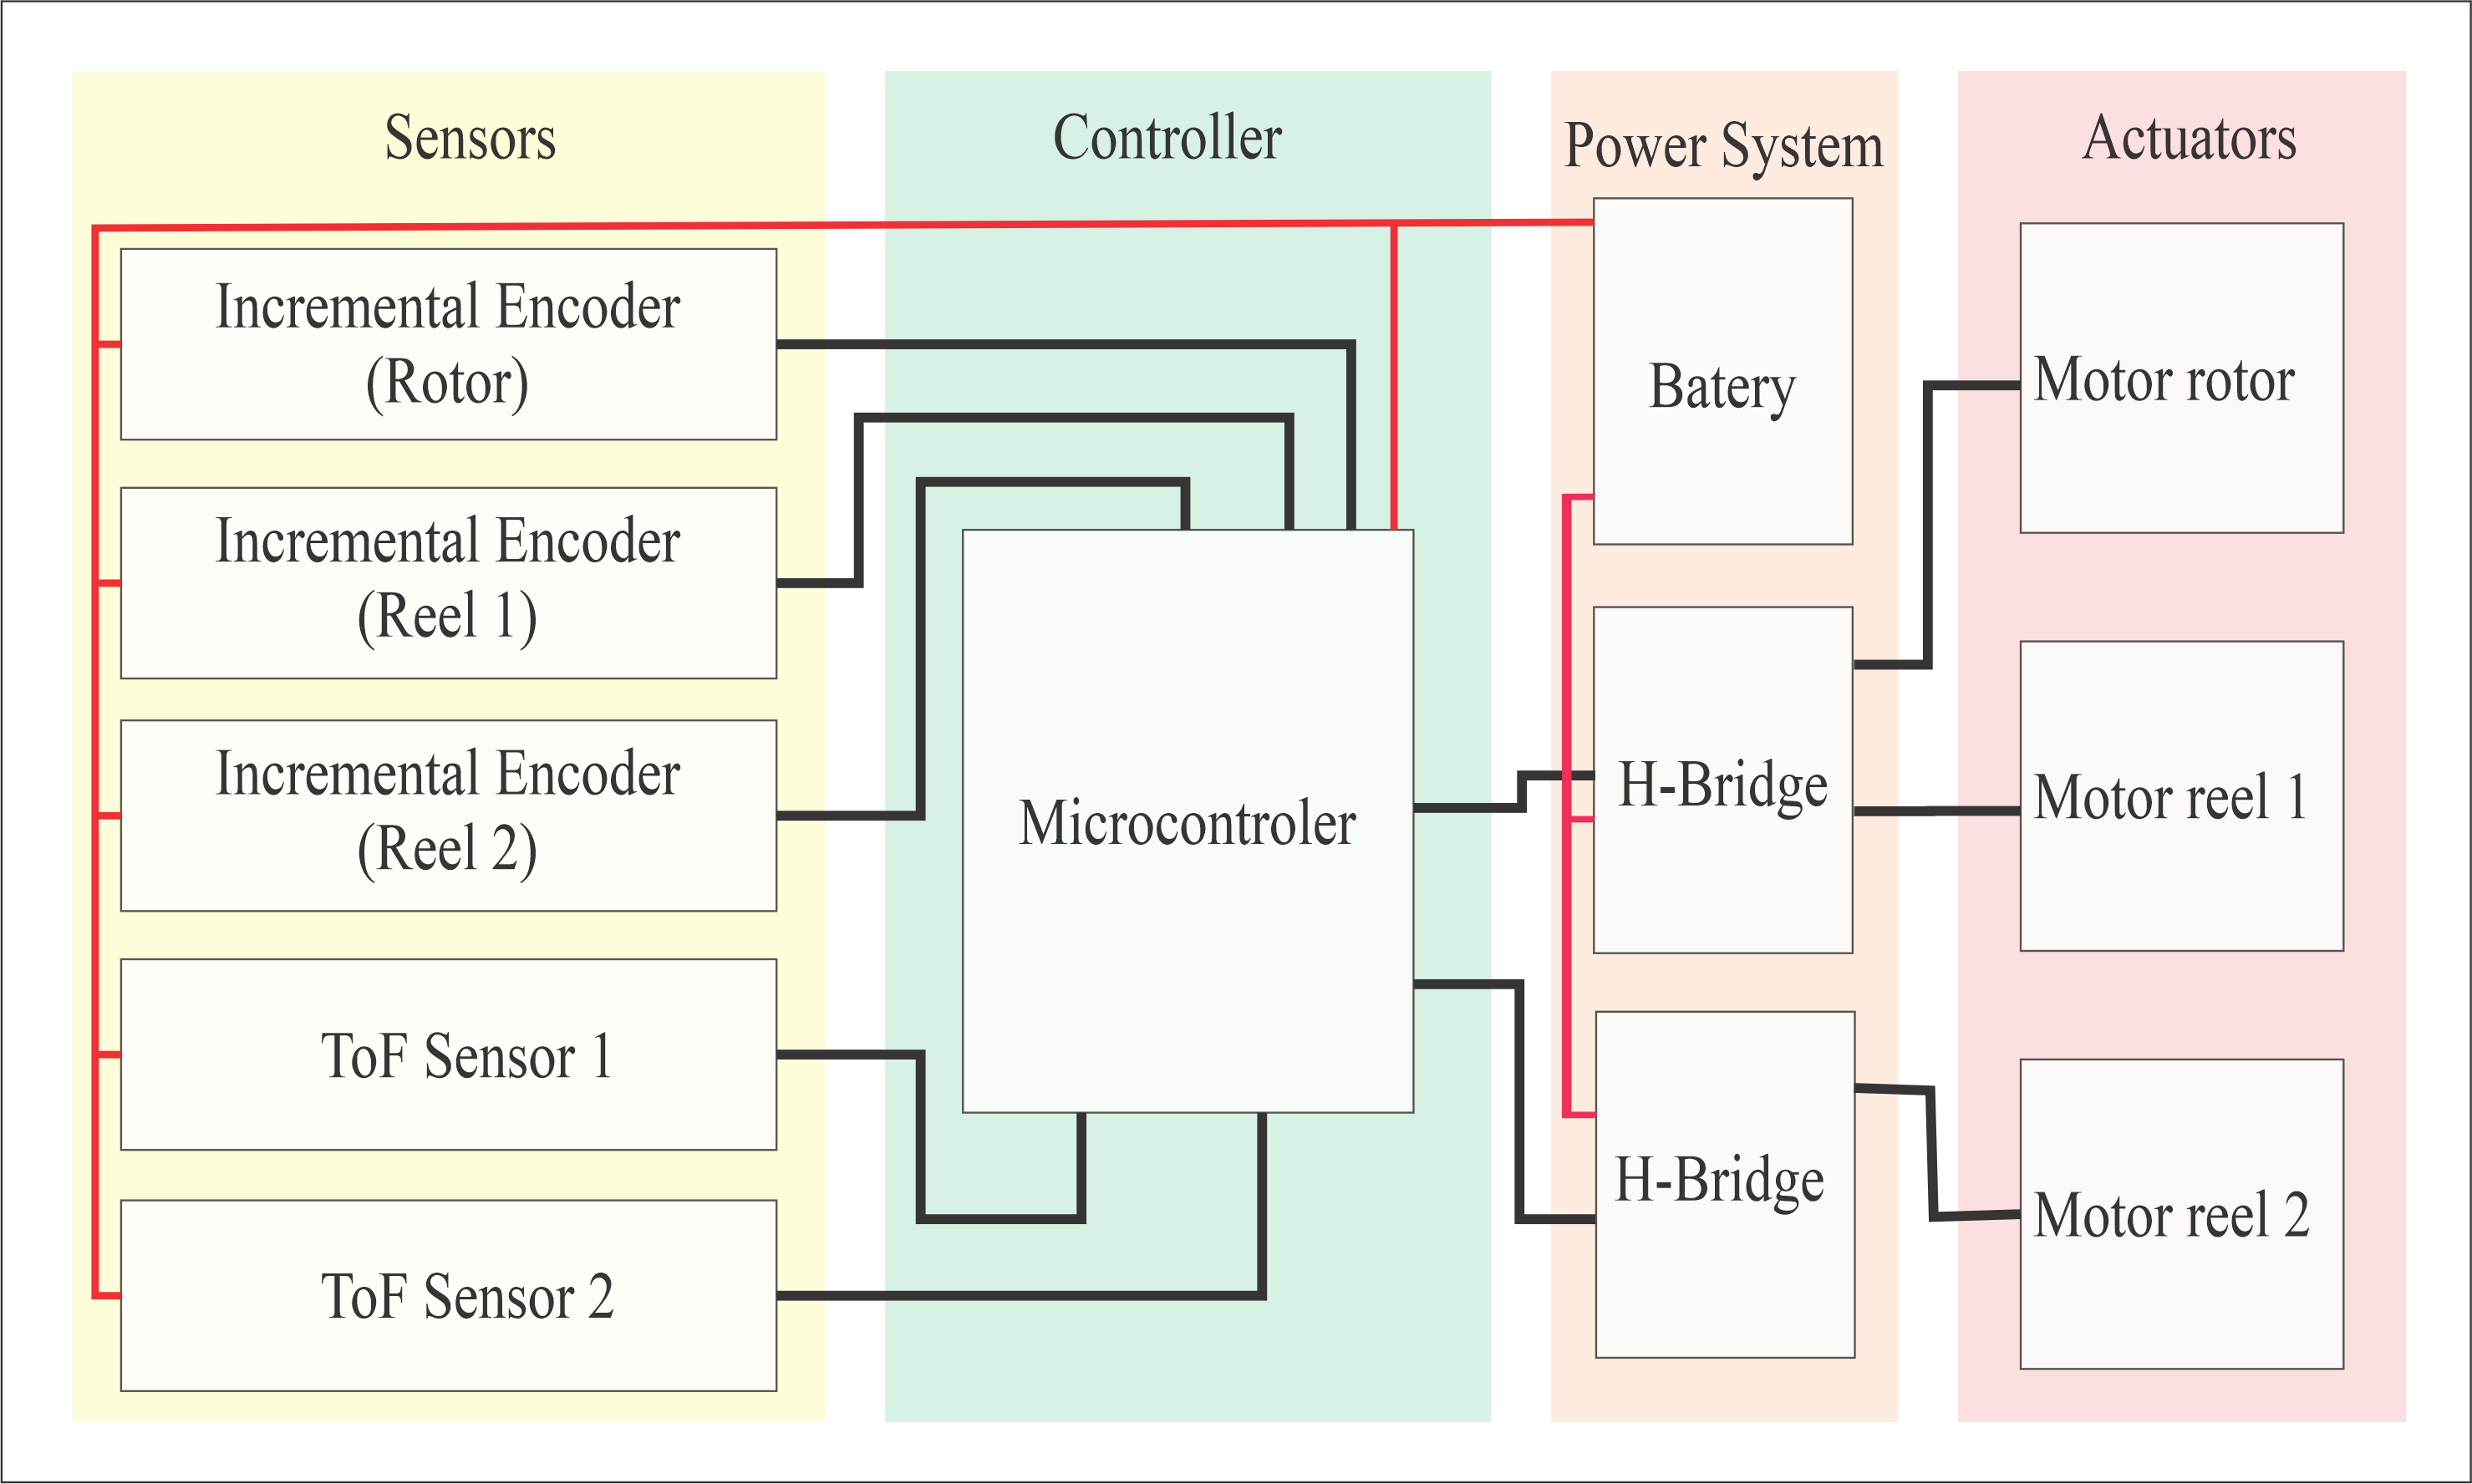 Sensors
Controller
Power System
Actuators
Incremental Encoder
(Rotor)
Incremental Encoder
(Reel 1)
Incremental Encoder
(Reel 2)
ToF Sensor 1
ToF Sensor 2
Microcontroler
Batery
H-Bridge
H-Bridge
Motor rotor
Motor reel 1
Motor reel 2